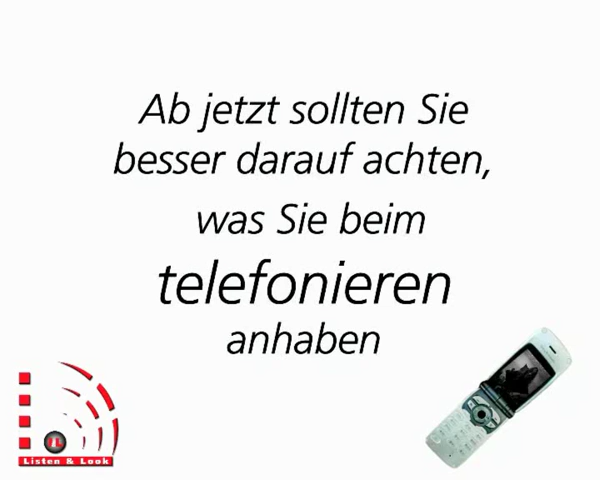 Ab jetzt sollten Sie
besser darauf achten,
was Sie beim
telefonieren
anhaben
Listen & Look